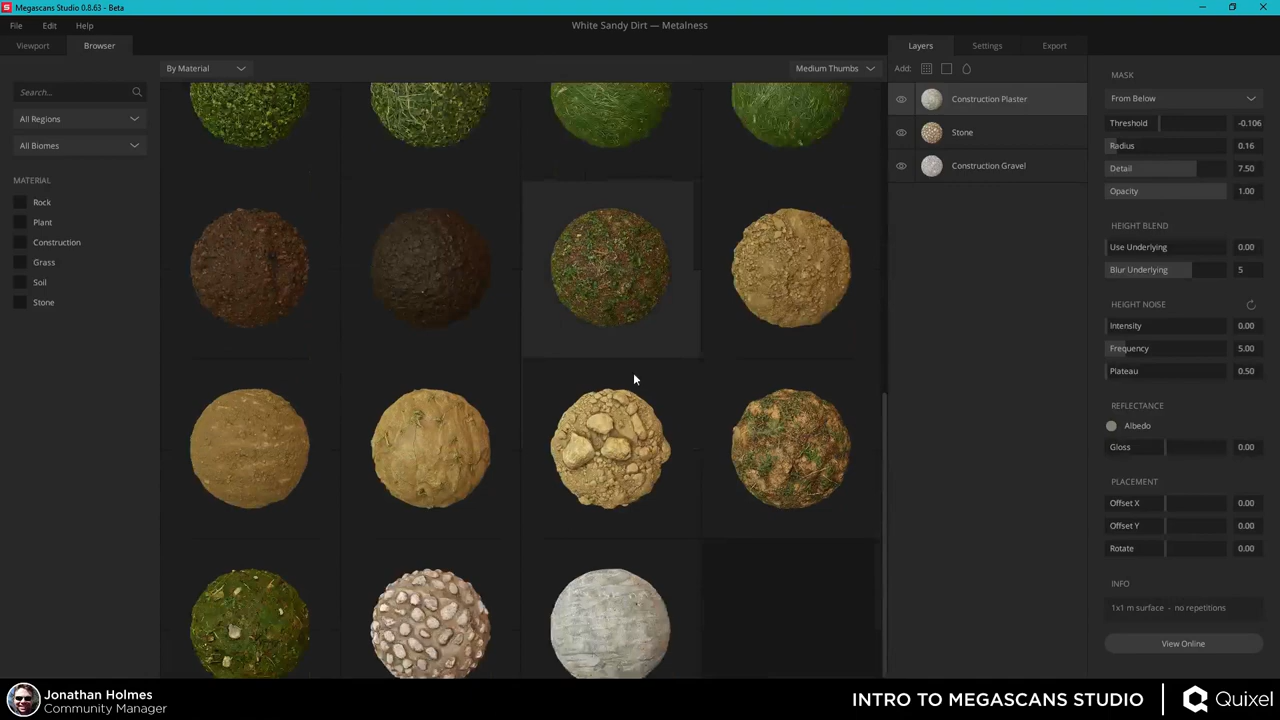 Megascans Studio 0.8.63 - Beta
File Edit Help
White Sandy Dirt — Metalness
Viewport Browser
Layers Settings Export
By Material
Medium Thumbs
Add:
Search...
All Regions
All Biomes
MATERIAL
Rock
Plant
Construction
Grass
Soil
Stone
Construction Plaster
Stone
Construction Gravel
MASK
From Below
Threshold -0.106
Radius 0.16
Detail 7.50
Opacity 1.00
HEIGHT BLEND
Use Underlying 0.00
Blur Underlying 5
HEIGHT NOISE
Intensity 0.00
Frequency 5.00
Plateau 0.50
REFLECTANCE
Albedo
Gloss 0.00
PLACEMENT
Offset X 0.00
Offset Y 0.00
Rotate 0.00
INFO
1x1 m surface - no repetitions
View Online
Jonathan Holmes
Community Manager
INTRO TO MEGASCANS STUDIO
Quixel